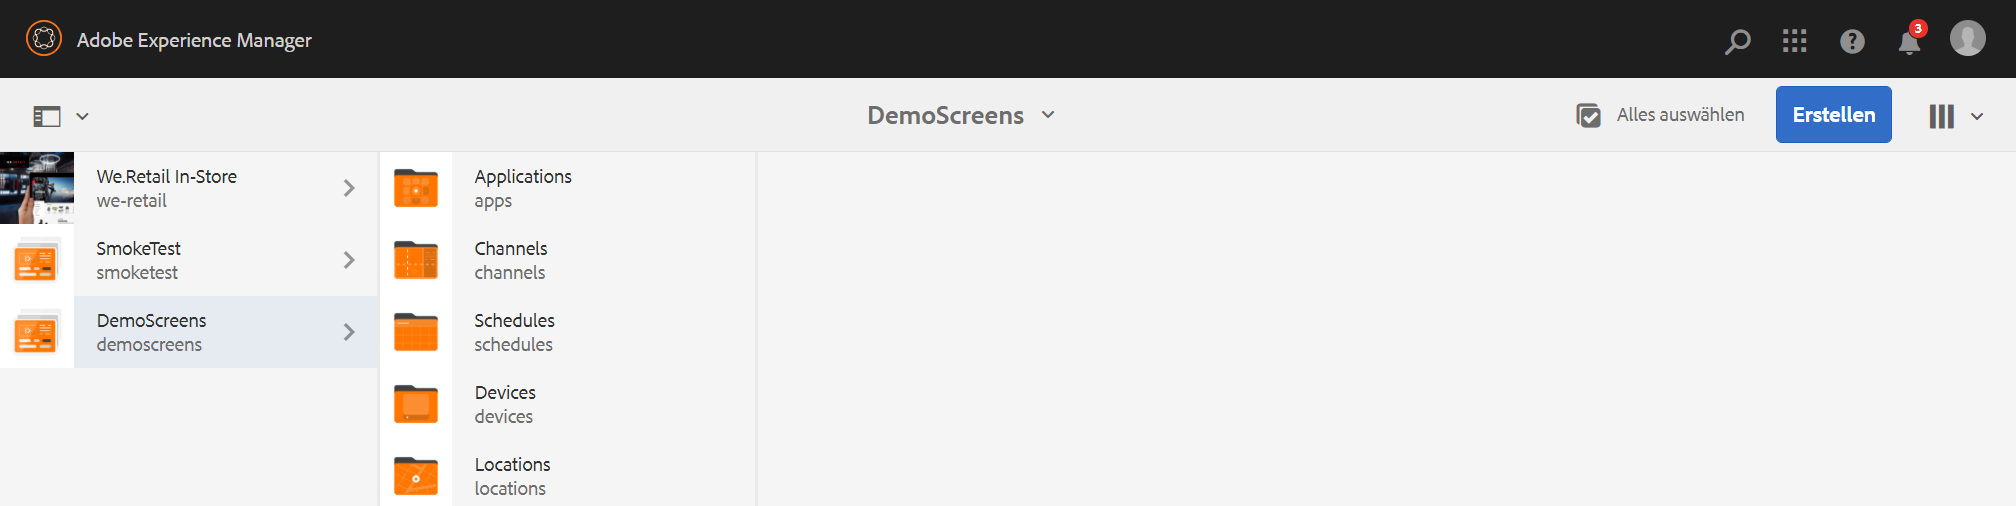 Adobe Experience Manager
3
DemoScreens
Alles auswählen
Erstellen
We.Retail In-Store
we-retail
SmokeTest
smoketest
DemoScreens
demoscreens
Applications
apps
Channels
channels
Schedules
schedules
Devices
devices
Locations
locations